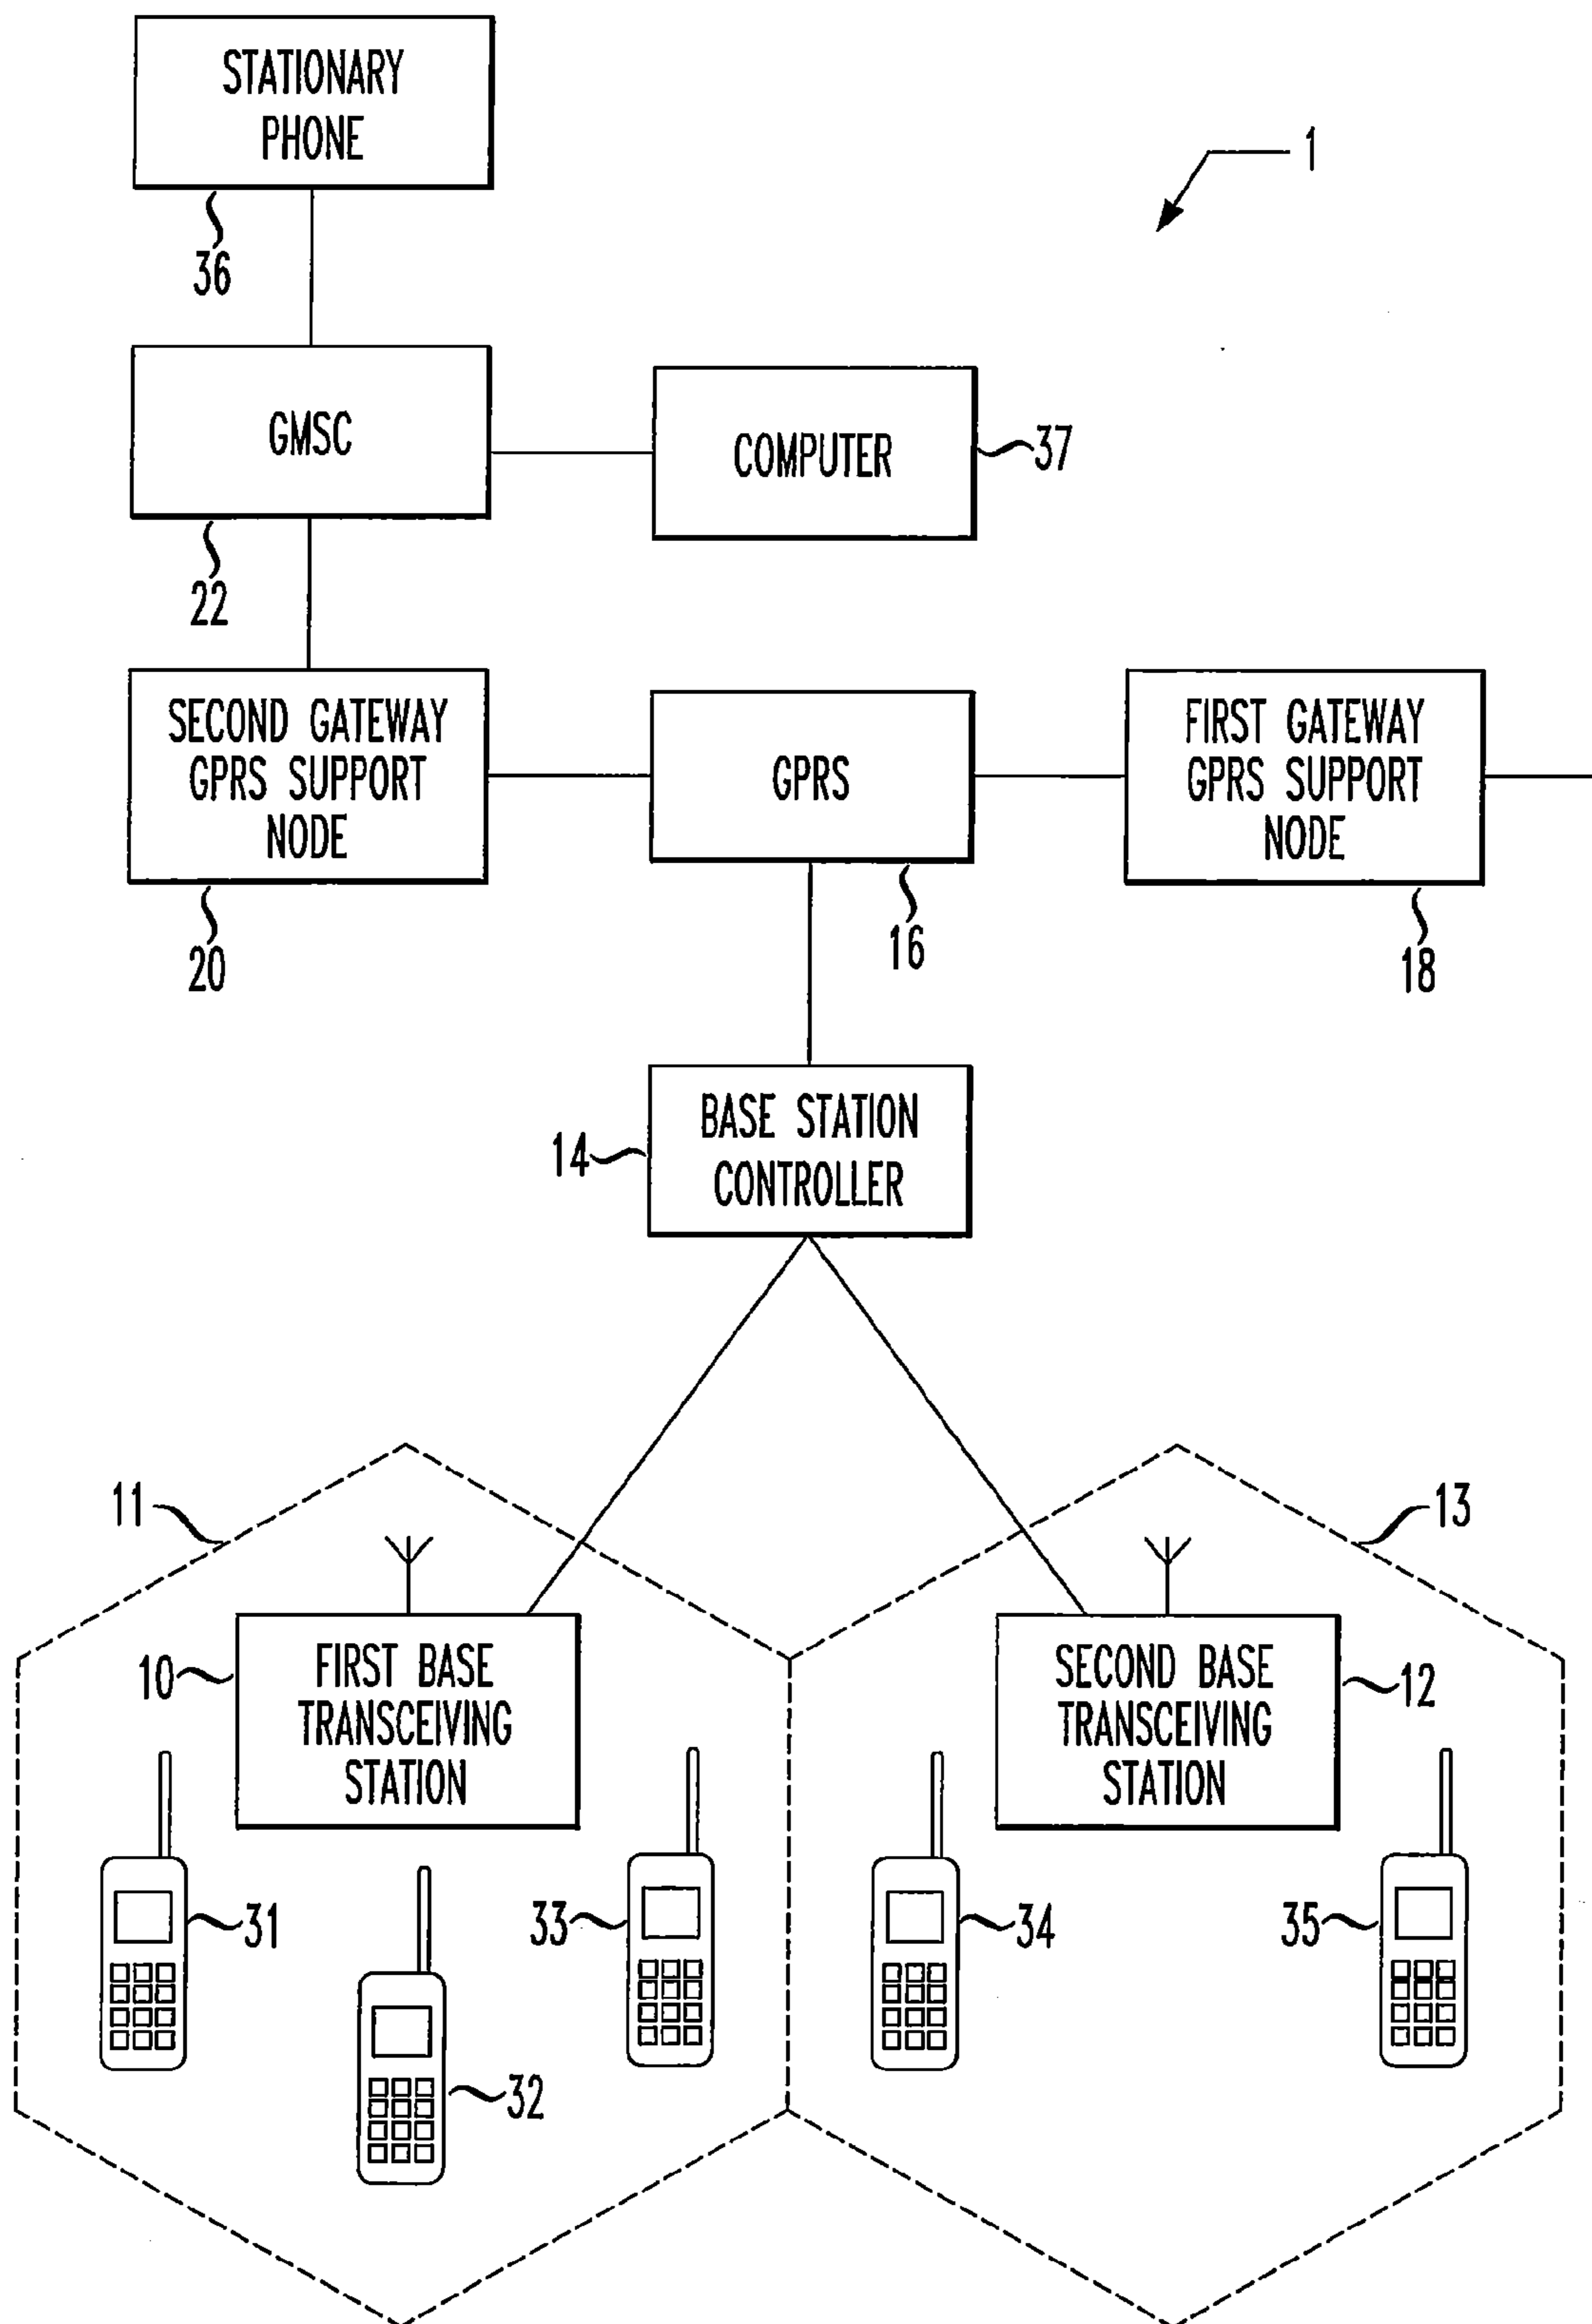 STATIONARY
PHONE
1
36
GMSC
COMPUTER
37
22
SECOND GATEWAY
GPRS SUPPORT
NODE
GPRS
FIRST GATEWAY
GPRS SUPPORT
NODE
20
16
18
14
BASE STATION
CONTROLLER
11
13
10
FIRST BASE
TRANSCEIVING
STATION
SECOND BASE
TRANSCEIVING
STATION
12
31
33
34
35
32